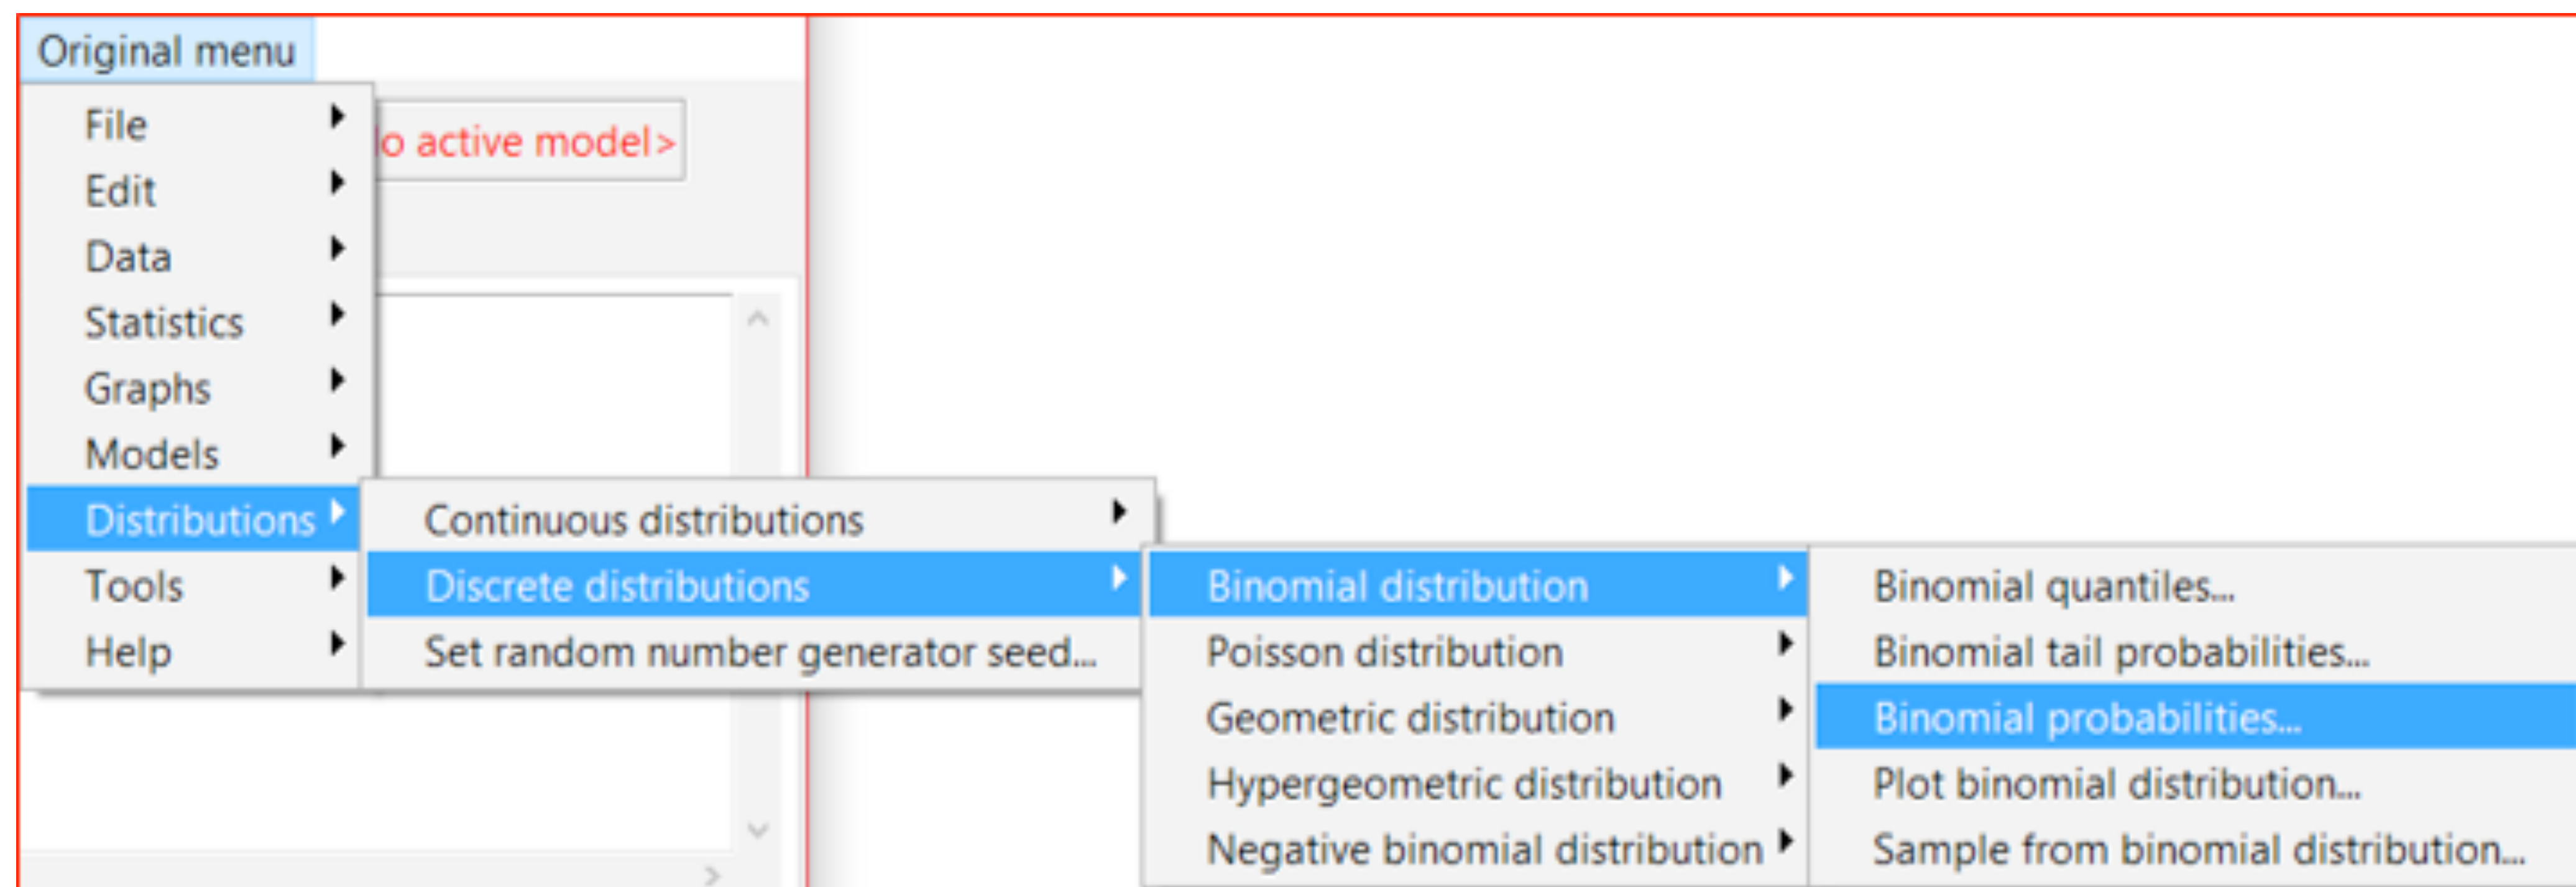 Original menu
File
o active model>
Edit
Data
Statistics
Graphs
Models
Distributions
Continuous distributions
Tools
Discrete distributions
Binomial distribution
Binomial quantiles...
Help
Set random number generator seed...
Poisson distribution
Binomial tail probabilities...
Geometric distribution
Binomial probabilities...
Hypergeometric distribution
Plot binomial distribution...
Negative binomial distribution
Sample from binomial distribution...